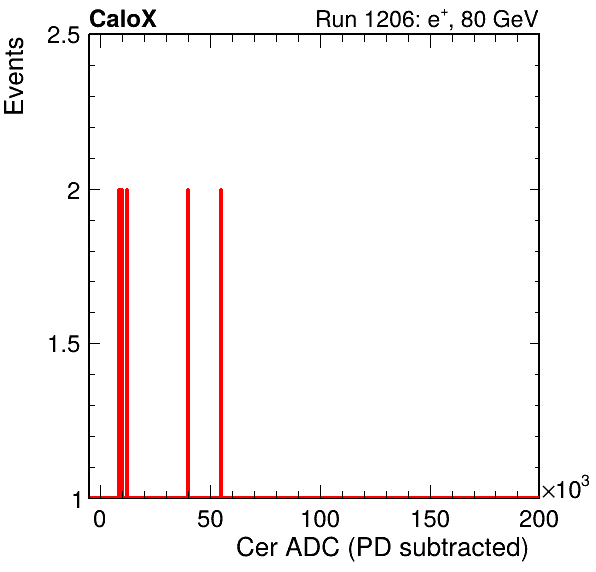 CaloX Run 1206: e⁺, 80 GeV
Events
2.5
2
1.5
1
0 50 100 150 200
×10³
Cer ADC (PD subtracted)